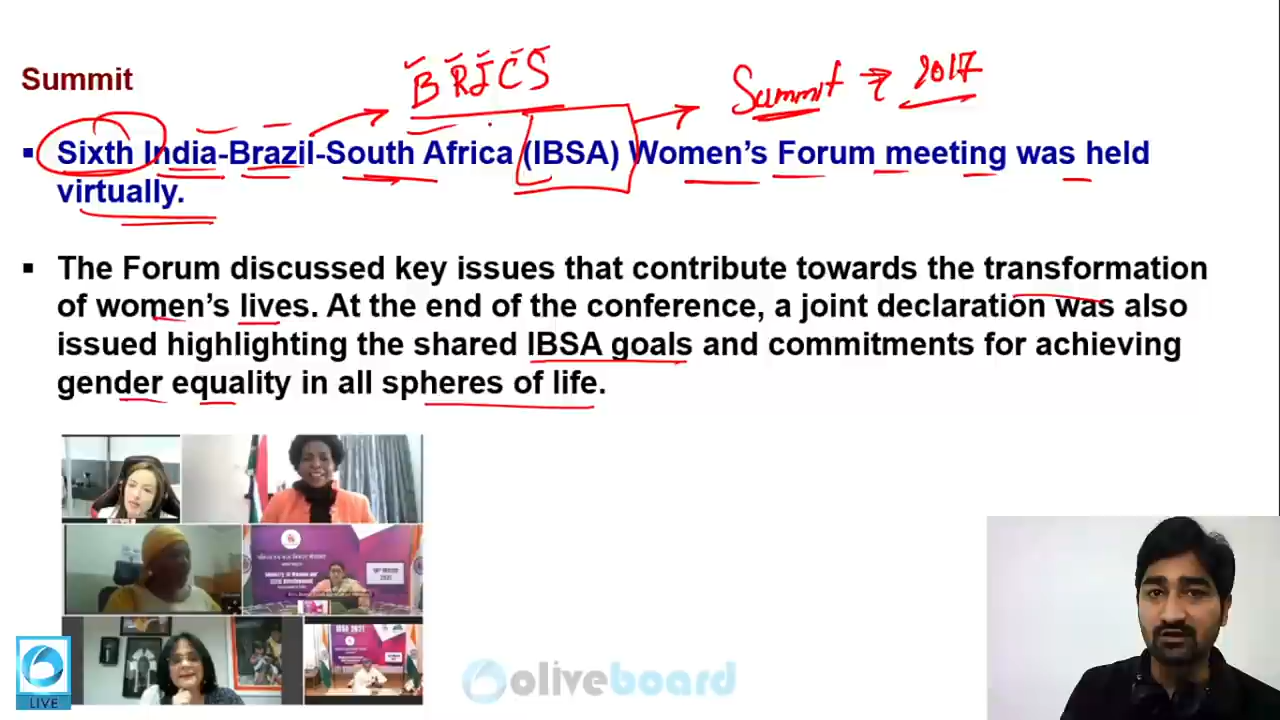 BRICS
Summit → 2017
Summit
▪ Sixth India-Brazil-South Africa (IBSA) Women's Forum meeting was held
virtually.
▪ The Forum discussed key issues that contribute towards the transformation
of women's lives. At the end of the conference, a joint declaration was also
issued highlighting the shared IBSA goals and commitments for achieving
gender equality in all spheres of life.
LIVE
oliveboard